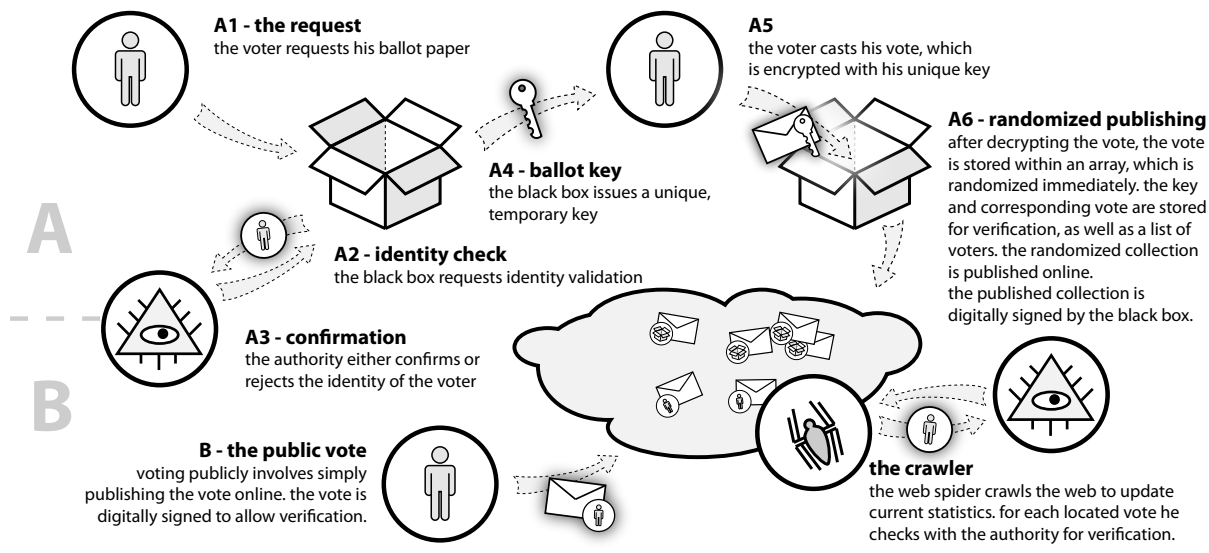 A1 - the request
the voter requests his ballot paper
A5
the voter casts his vote, which
is encrypted with his unique key
A6 - randomized publishing
after decrypting the vote, the vote
is stored within an array, which is
randomized immediately. the key
and corresponding vote are stored
for verification, as well as a list of
voters. the randomized collection
is published online.
the published collection is
digitally signed by the black box.
A4 - ballot key
the black box issues a unique,
temporary key
A
A2 - identity check
the black box requests identity validation
A3 - confirmation
the authority either confirms or
rejects the identity of the voter
B
B - the public vote
voting publicly involves simply
publishing the vote online. the vote is
digitally signed to allow verification.
the crawler
the web spider crawls the web to update
current statistics. for each located vote he
checks with the authority for verification.